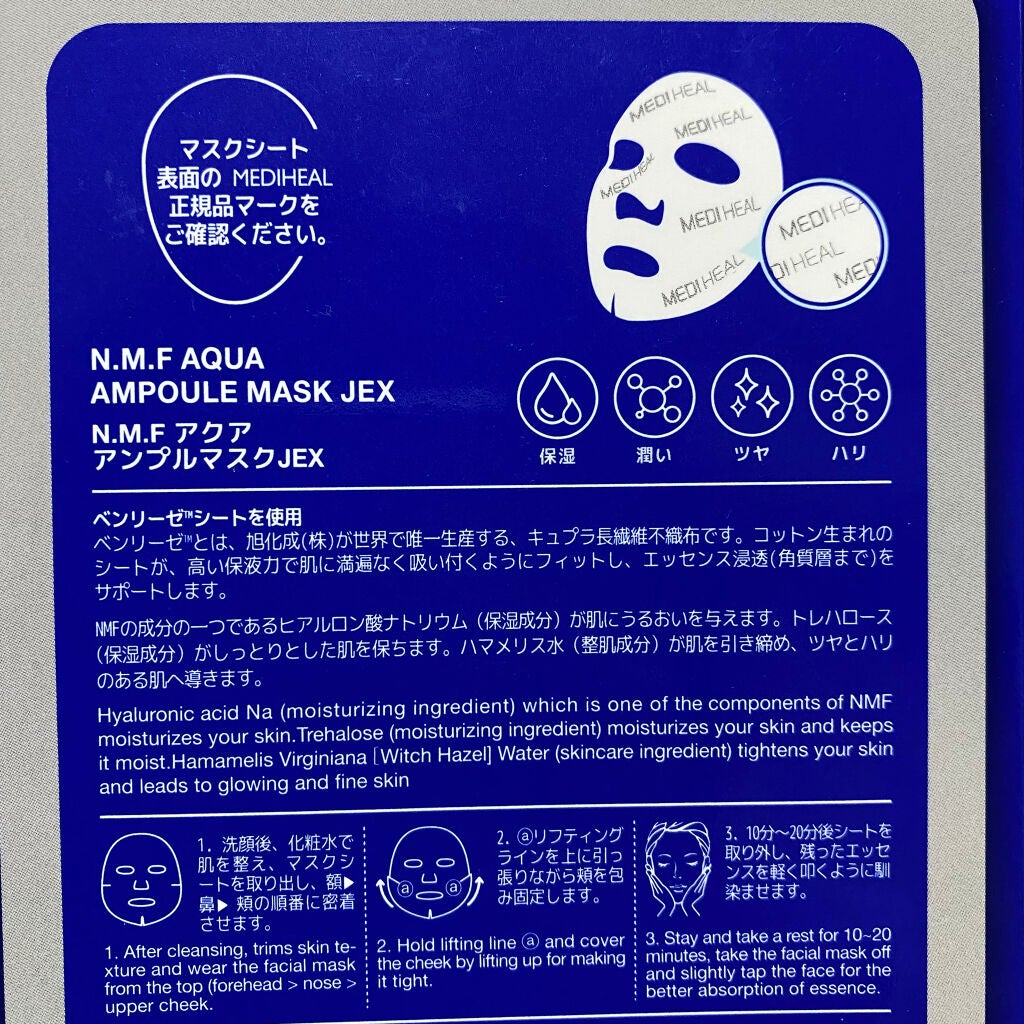 マスクシート
表面の MEDIHEAL
正規品マークを
ご確認ください。
MEDIHEAL
MEDIHEAL
MEDIHEAL
MEDIHEAL
MEDIHEAL
MEDIHEA
DIHEAL
MEDI
N.M.F AQUA
AMPOULE MASK JEX
N.M.F アクア
アンプルマスクJEX
保湿 潤い ツヤ ハリ
ベンリーゼ™シートを使用
ベンリーゼ™とは、旭化成(株)が世界で唯一生産する、キュプラ長繊維不織布です。コットン生まれの
シートが、高い保液力で肌に満遍なく吸い付くようにフィットし、エッセンス浸透(角質層まで)を
サポートします。
NMFの成分の一つであるヒアルロン酸ナトリウム（保湿成分）が肌にうるおいを与えます。トレハロース
（保湿成分）がしっとりとした肌を保ちます。ハマメリス水（整肌成分）が肌を引き締め、ツヤとハリ
のある肌へ導きます。
Hyaluronic acid Na (moisturizing ingredient) which is one of the components of NMF
moisturizes your skin.Trehalose (moisturizing ingredient) moisturizes your skin and keeps
it moist.Hamamelis Virginiana [Witch Hazel] Water (skincare ingredient) tightens your skin
and leads to glowing and fine skin
1. 洗顔後、化粧水で
肌を整え、マスクシ
ートを取り出し、額▶
鼻▶ 頬の順番に密着
させます。
1. After cleansing, trims skin te-
xture and wear the facial mask
from the top (forehead > nose >
upper cheek.
ⓐ ⓐ
2. ⓐリフティング
ラインを上に引っ
張りながら頬を包
み固定します。
2. Hold lifting line ⓐ and cover
the cheek by lifting up for making
it tight.
3. 10分〜20分後シートを
取り外し、残ったエッセ
ンスを軽く叩くように馴
染ませます。
3. Stay and take a rest for 10~20
minutes, take the facial mask off
and slightly tap the face for the
better absorption of essence.